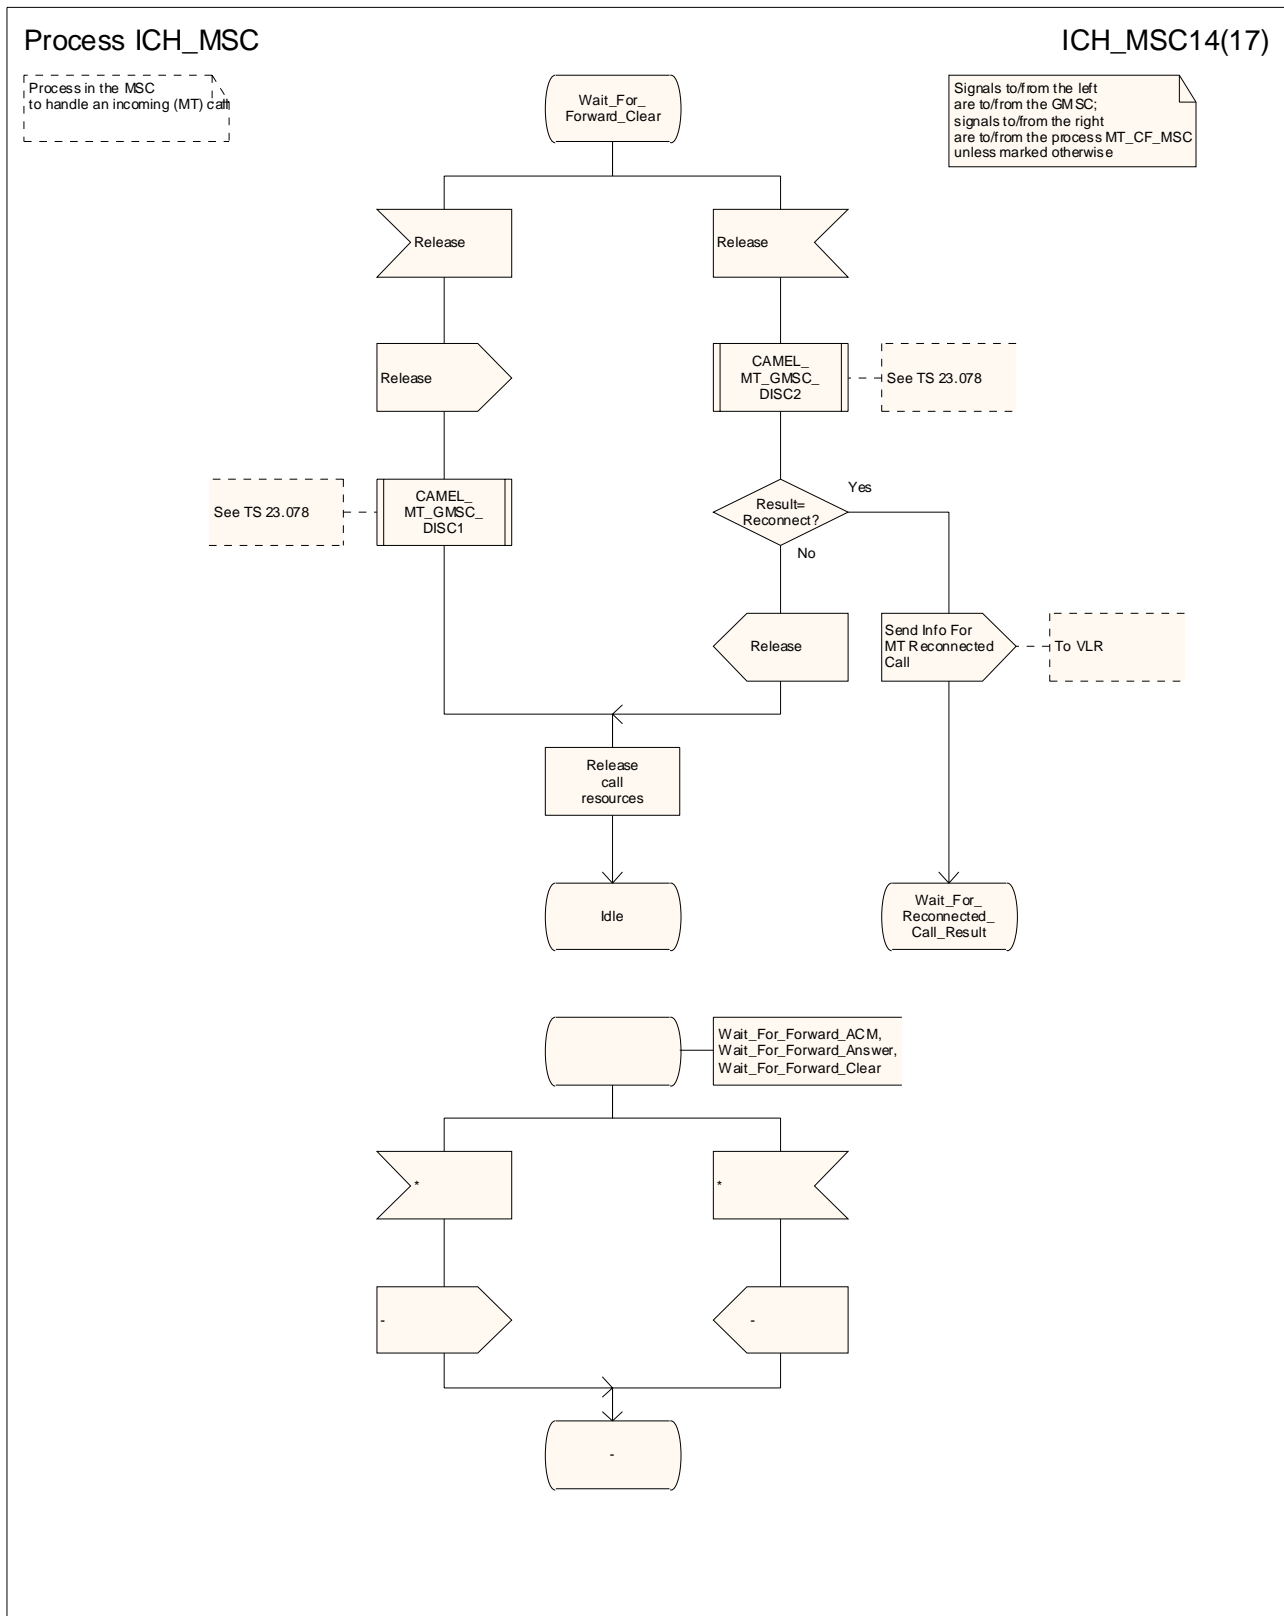 Process ICH_MSC
ICH_MSC14(17)
Process in the MSC
to handle an incoming (MT) call
Signals to/from the left
are to/from the GMSC;
signals to/from the right
are to/from the process MT_CF_MSC
unless marked otherwise
Wait_For_
Forward_Clear
Release
Release
Release
CAMEL_
MT_GMSC_
DISC2
See TS 23.078
See TS 23.078
CAMEL_
MT_GMSC_
DISC1
Result=
Reconnect?
Yes
No
Release
Send Info For
MT Reconnected
Call
To VLR
Release
call
resources
Idle
Wait_For_
Reconnected_
Call_Result
Wait_For_Forward_ACM,
Wait_For_Forward_Answer,
Wait_For_Forward_Clear
*
*
-
-
-